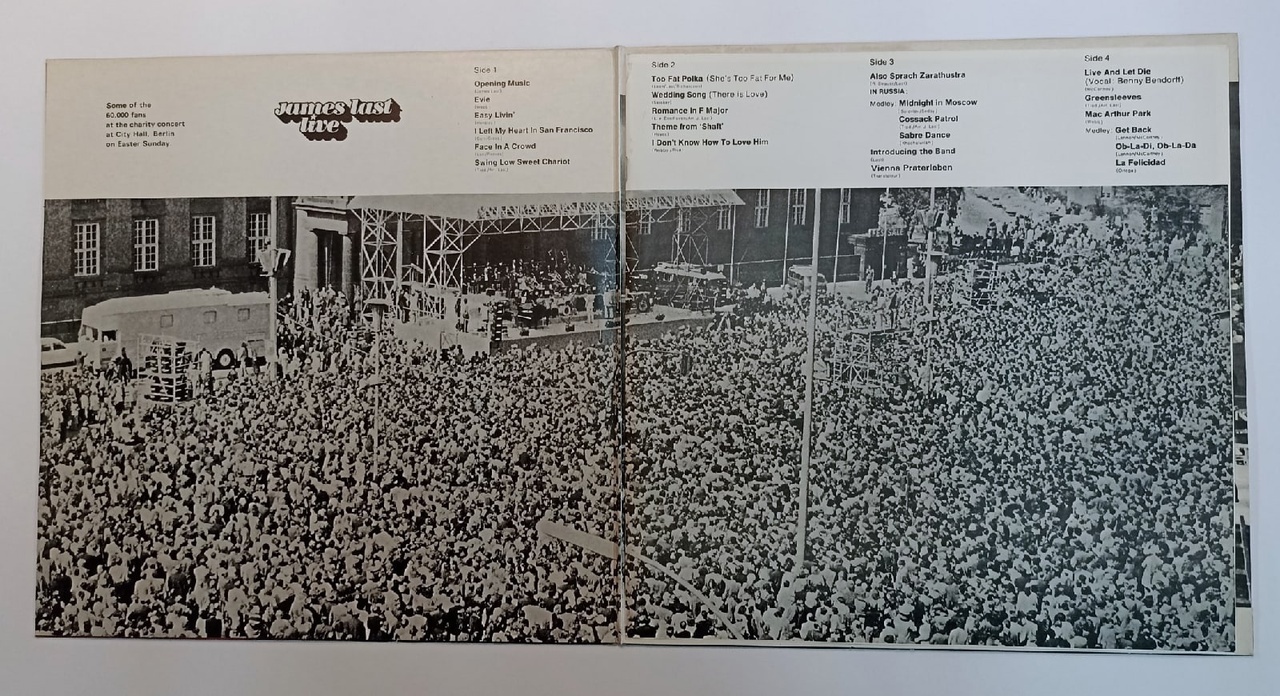 Some of the
60.000 fans
at the charity concert
at City Hall, Berlin
on Easter Sunday
james last
live
Side 1
Opening Music
Evie
Easy Livin'
I Left My Heart In San Francisco
Face In A Crowd
Swing Low Sweet Chariot
Side 2
Too Fat Polka (She's Too Fat For Me)
Wedding Song (There is Love)
Romance In F Major
Theme from 'Shaft'
I Don't Know How To Love Him
Side 3
Also Sprach Zarathustra
IN RUSSIA:
Medley: Midnight in Moscow
Cossack Patrol
Sabre Dance
Introducing the Band
Vienna Praterleben
Side 4
Live And Let Die
(Vocal: Benny Bendorff)
Greensleeves
Mac Arthur Park
Medley: Get Back
Ob-La-Di, Ob-La-Da
La Felicidad